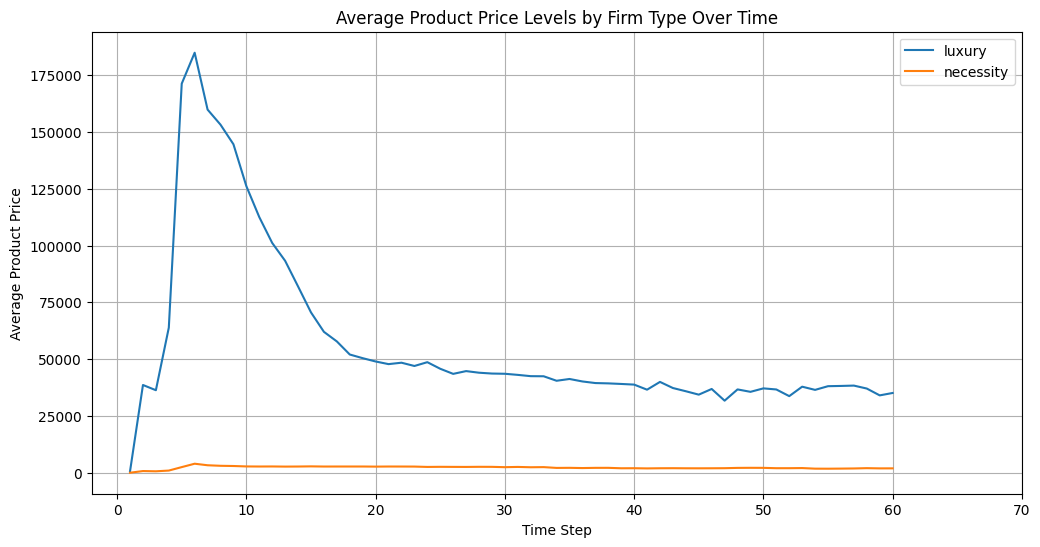 Average Product Price Levels by Firm Type Over Time
luxury
necessity
Average Product Price
175000
150000
125000
100000
75000
50000
25000
0
0 10 20 30 40 50 60 70
Time Step